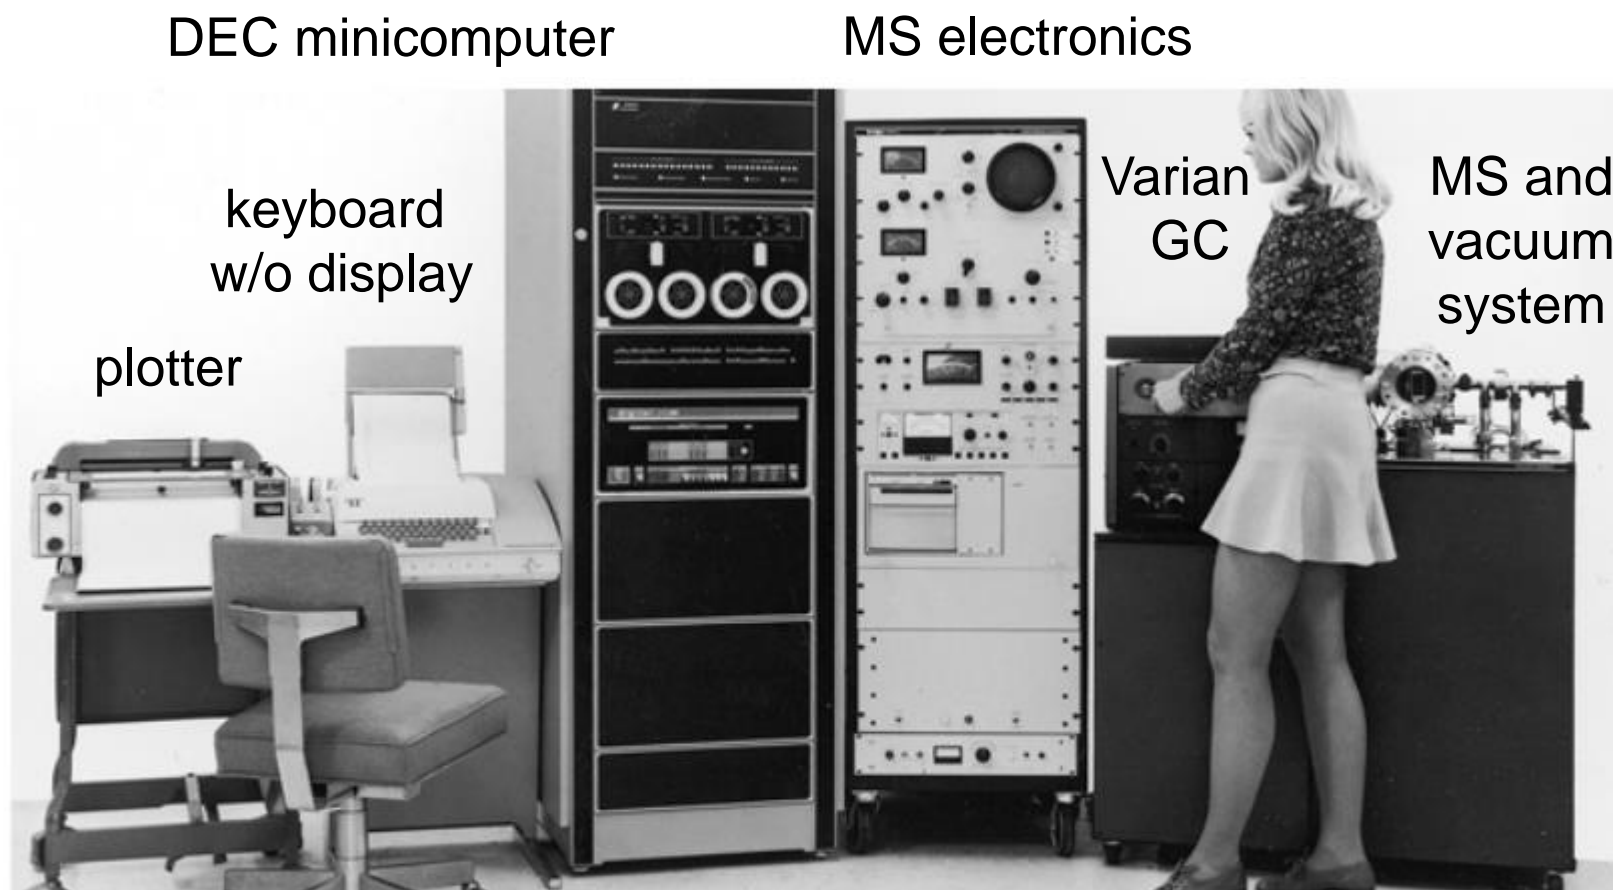 DEC minicomputer
MS electronics
keyboard
w/o display
plotter
Varian
GC
MS and
vacuum
system